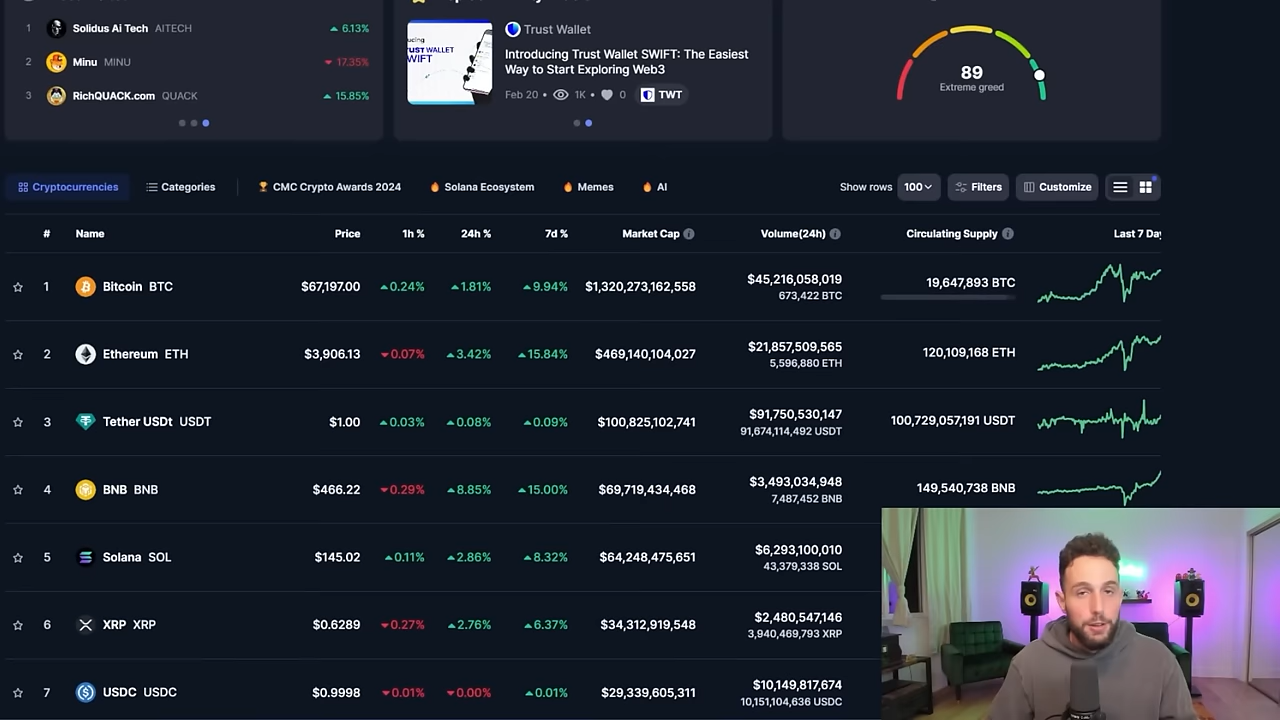 1 Solidus Ai Tech AITECH 6.13%
2 Minu MINU 17.35%
3 RichQUACK.com QUACK 15.85%
ucing
TRUST WALLET
WIFT
Trust Wallet
Introducing Trust Wallet SWIFT: The Easiest
Way to Start Exploring Web3
Feb 20 • 1K • 0 TWT
89
Extreme greed
Cryptocurrencies Categories CMC Crypto Awards 2024 Solana Ecosystem Memes AI Show rows 100 Filters Customize
# Name Price 1h % 24h % 7d % Market Cap Volume(24h) Circulating Supply Last 7 Day
1 Bitcoin BTC $67,197.00 0.24% 1.81% 9.94% $1,320,273,162,558 $45,216,058,019 19,647,893 BTC
673,422 BTC
2 Ethereum ETH $3,906.13 0.07% 3.42% 15.84% $469,140,104,027 $21,857,509,565 120,109,168 ETH
5,596,880 ETH
3 Tether USDt USDT $1.00 0.03% 0.08% 0.09% $100,825,102,741 $91,750,530,147 100,729,057,191 USDT
91,674,114,492 USDT
4 BNB BNB $466.22 0.29% 8.85% 15.00% $69,719,434,468 $3,493,034,948 149,540,738 BNB
7,487,452 BNB
5 Solana SOL $145.02 0.11% 2.86% 8.32% $64,248,475,651 $6,293,100,010
43,379,338 SOL
6 XRP XRP $0.6289 0.27% 2.76% 6.37% $34,312,919,548 $2,480,547,146
3,940,469,793 XRP
7 USDC USDC $0.9998 0.01% 0.00% 0.01% $29,339,605,311 $10,149,817,674
10,151,104,636 USDC